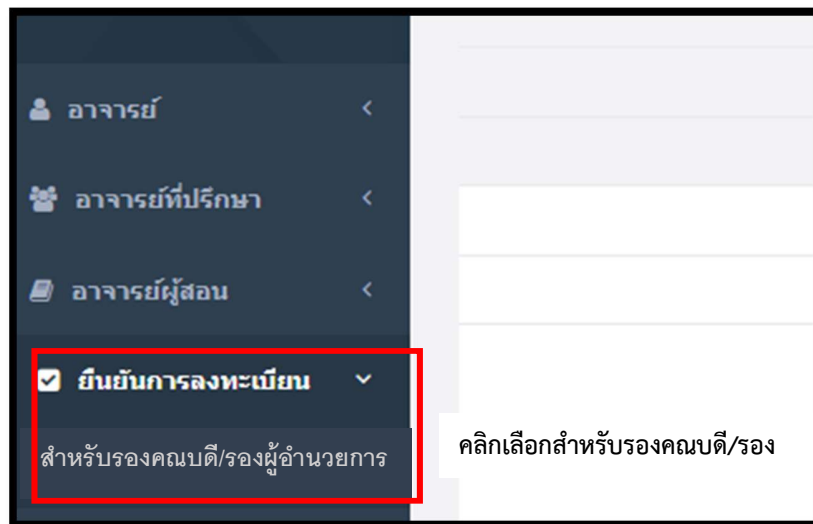 อาจารย์
อาจารย์ที่ปรึกษา
อาจารย์ผู้สอน
ยืนยันการลงทะเบียน
สำหรับรองคณบดี/รองผู้อำนวยการ
คลิกเลือกสำหรับรองคณบดี/รอง